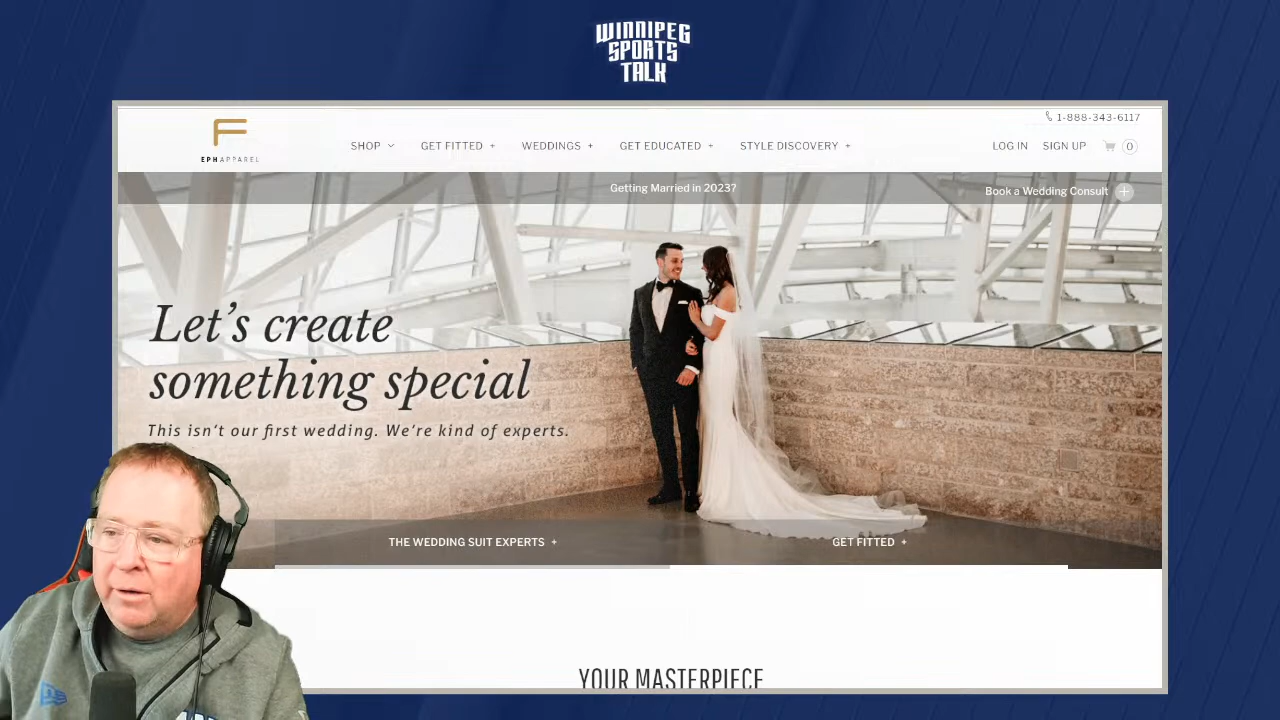 WINNIPEG
SPORTS
TALK
1-888-343-6117
EPH APPAREL
SHOP
GET FITTED +
WEDDINGS +
GET EDUCATED +
STYLE DISCOVERY +
LOG IN
SIGN UP
0
Getting Married in 2023?
Book a Wedding Consult +
Let's create
something special
This isn't our first wedding. We're kind of experts.
THE WEDDING SUIT EXPERTS +
GET FITTED +
YOUR MASTERPIECE